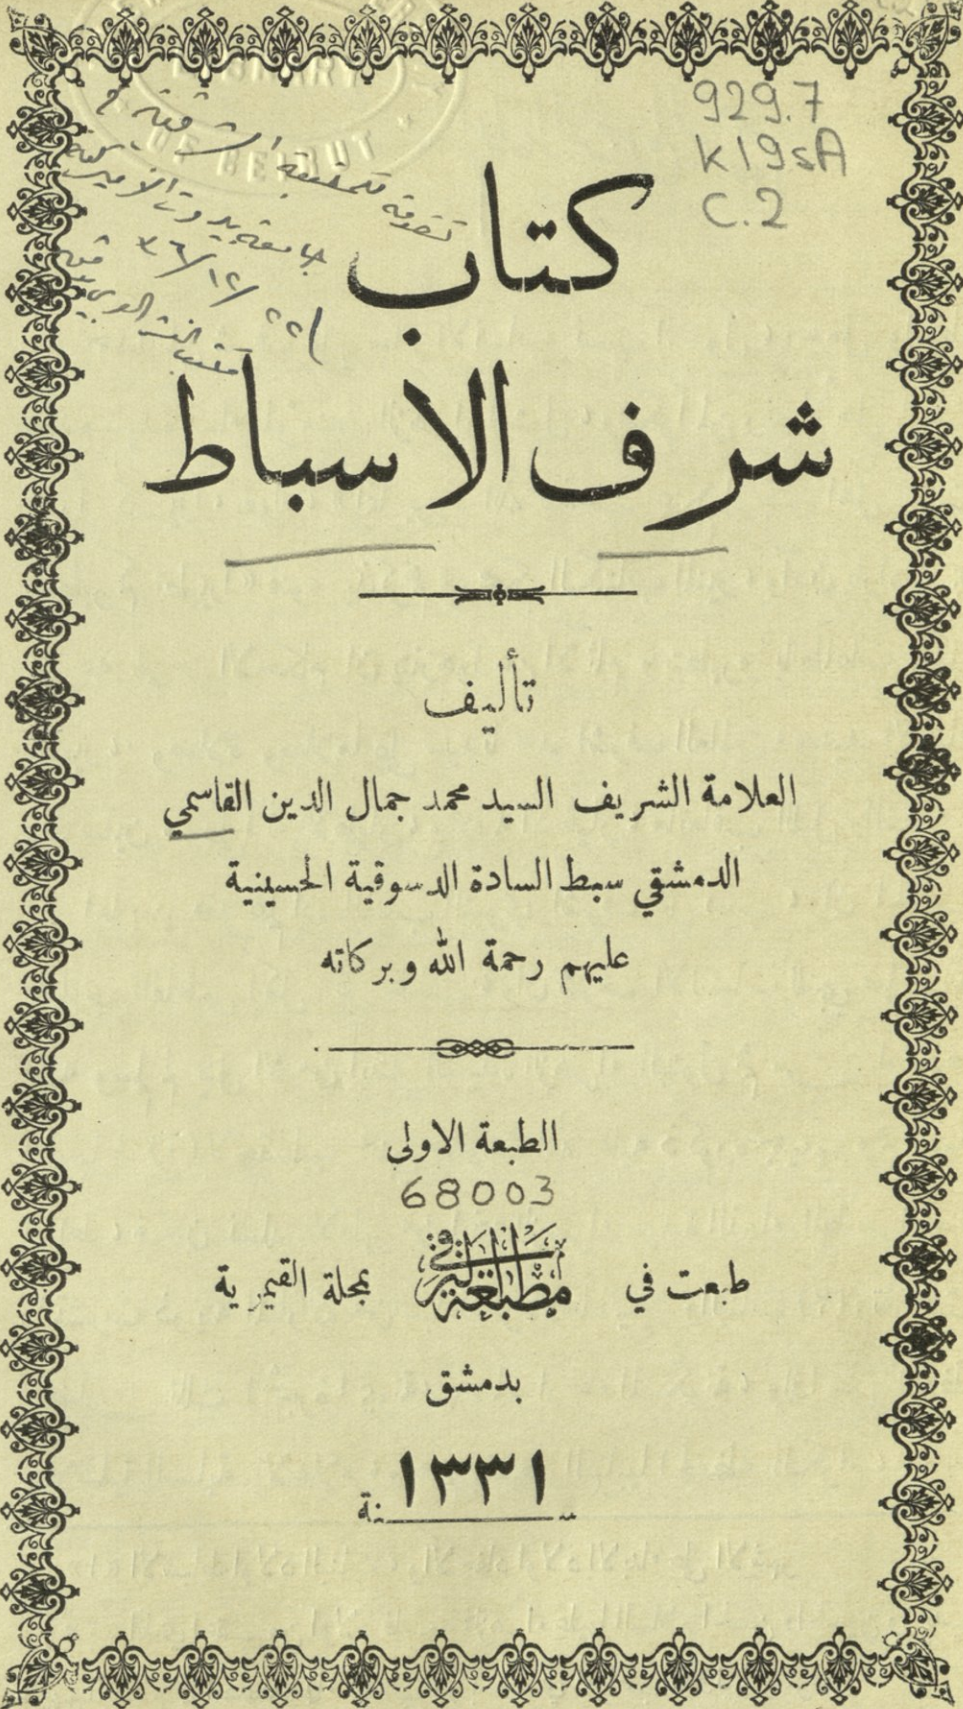 929.7
K19sA
C.2
كتاب
شرف الاسباط
تأليف
العلامة الشريف السيد محمد جمال الدين القاسمي
الدمشقي سبط السادة الدسوقية الحسينية
عليهم رحمة الله وبركاته
الطبعة الاولى
68003
طبعت في مطبعة الترقي بمحلة القيمرية
بدمشق
سنة ١٣٣١